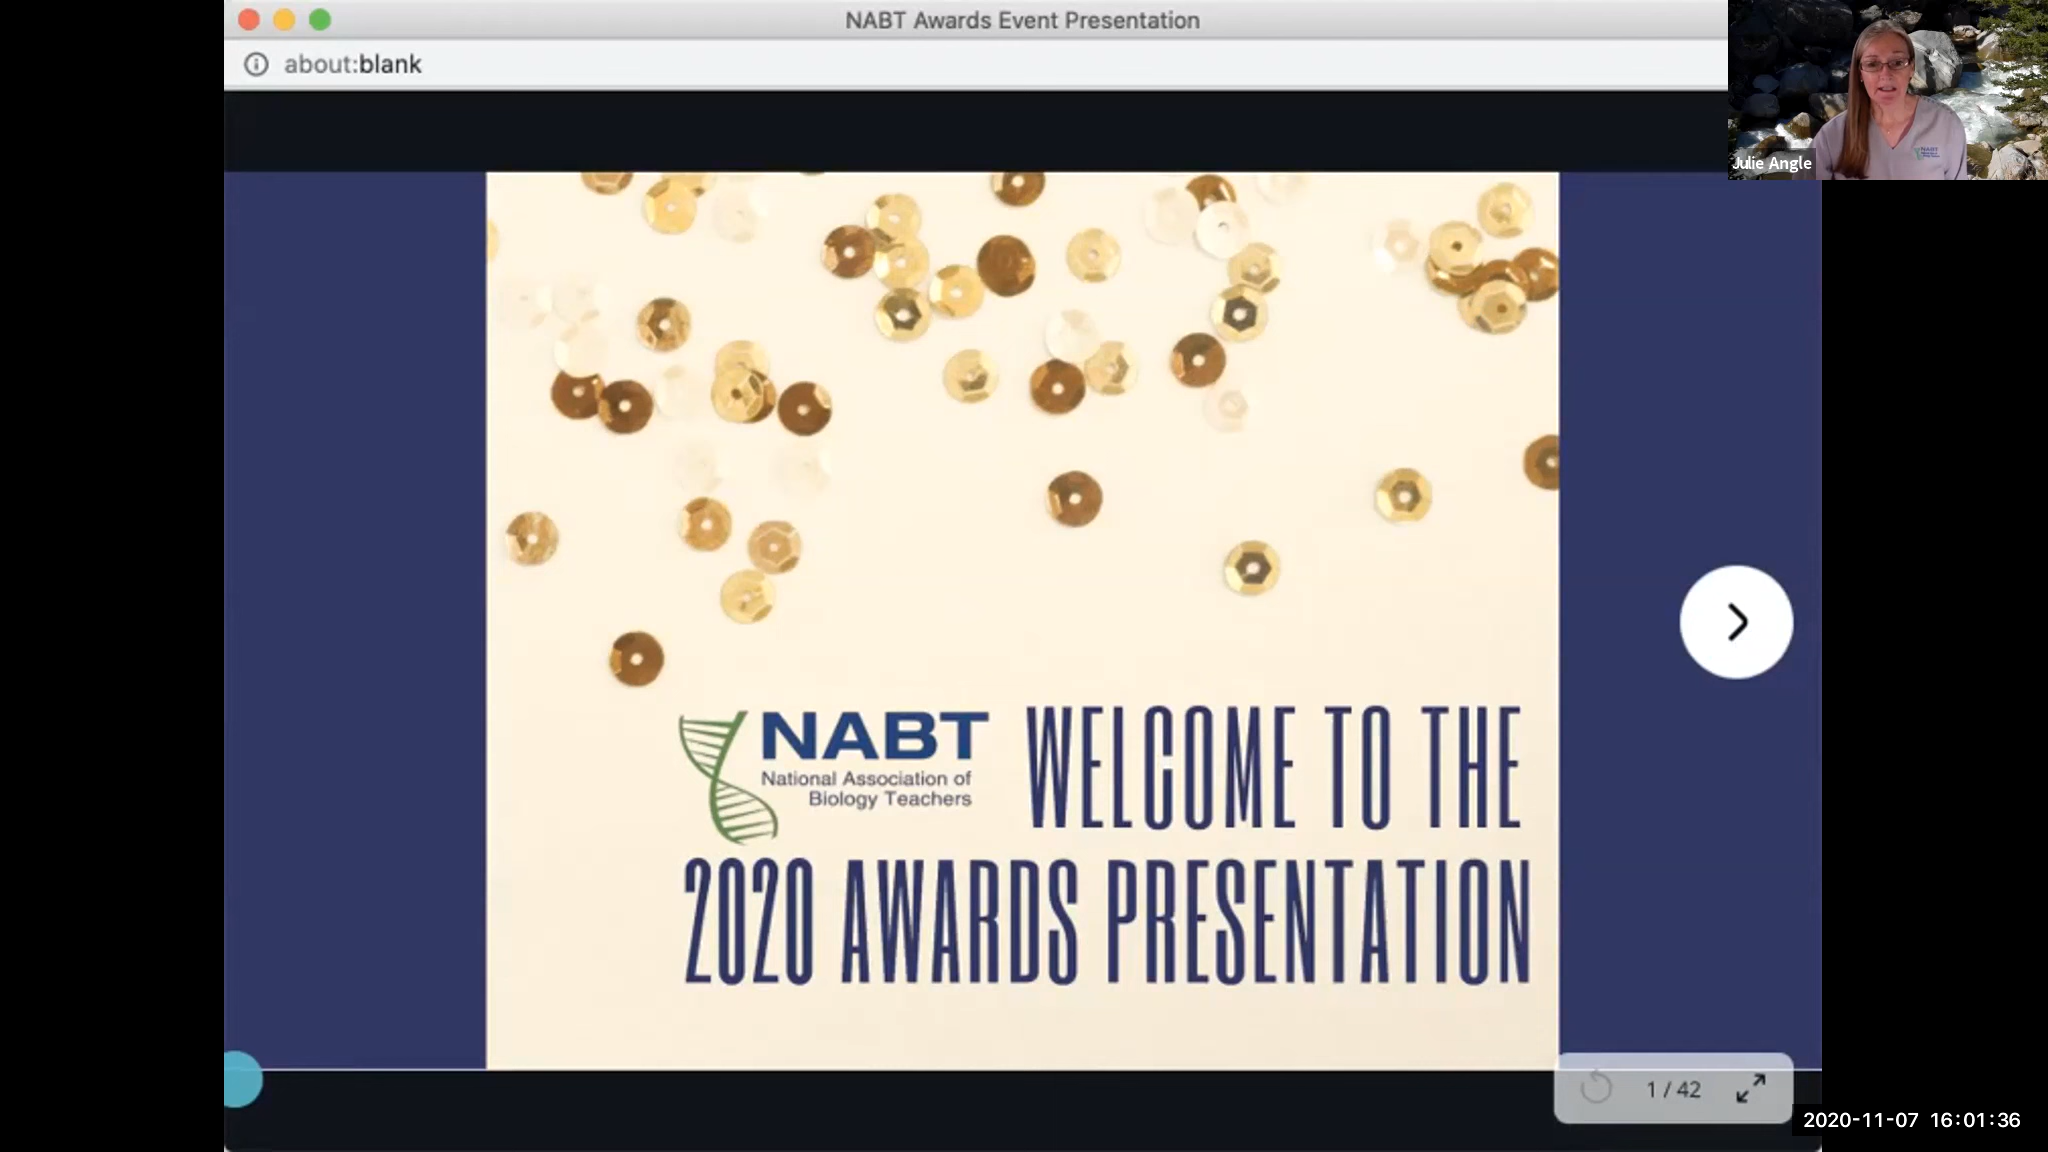 NABT Awards Event Presentation
about:blank
Julie Angle
NABT
NABT
National Association of
Biology Teachers
WELCOME TO THE
2020 AWARDS PRESENTATION
1 / 42
2020-11-07 16:01:36